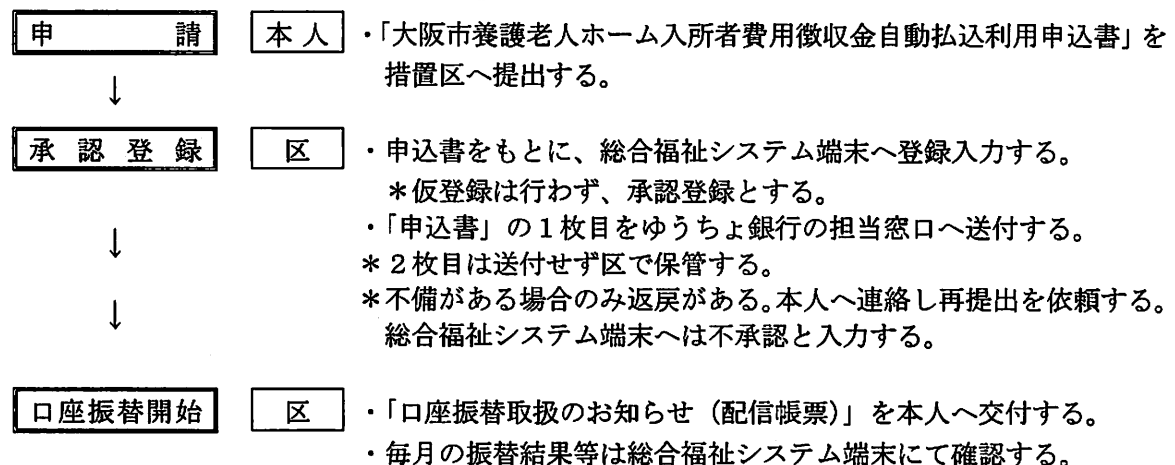 申請 本人 ・「大阪市養護老人ホーム入所者費用徴収金自動払込利用申込書」を
措置区へ提出する。
↓
承認登録 区 ・申込書をもとに、総合福祉システム端末へ登録入力する。
＊仮登録は行わず、承認登録とする。
・「申込書」の１枚目をゆうちょ銀行の担当窓口へ送付する。
↓
＊２枚目は送付せず区で保管する。
＊不備がある場合のみ返戻がある。本人へ連絡し再提出を依頼する。
↓
総合福祉システム端末へは不承認と入力する。
口座振替開始 区 ・「口座振替取扱のお知らせ（配信帳票）」を本人へ交付する。
・毎月の振替結果等は総合福祉システム端末にて確認する。